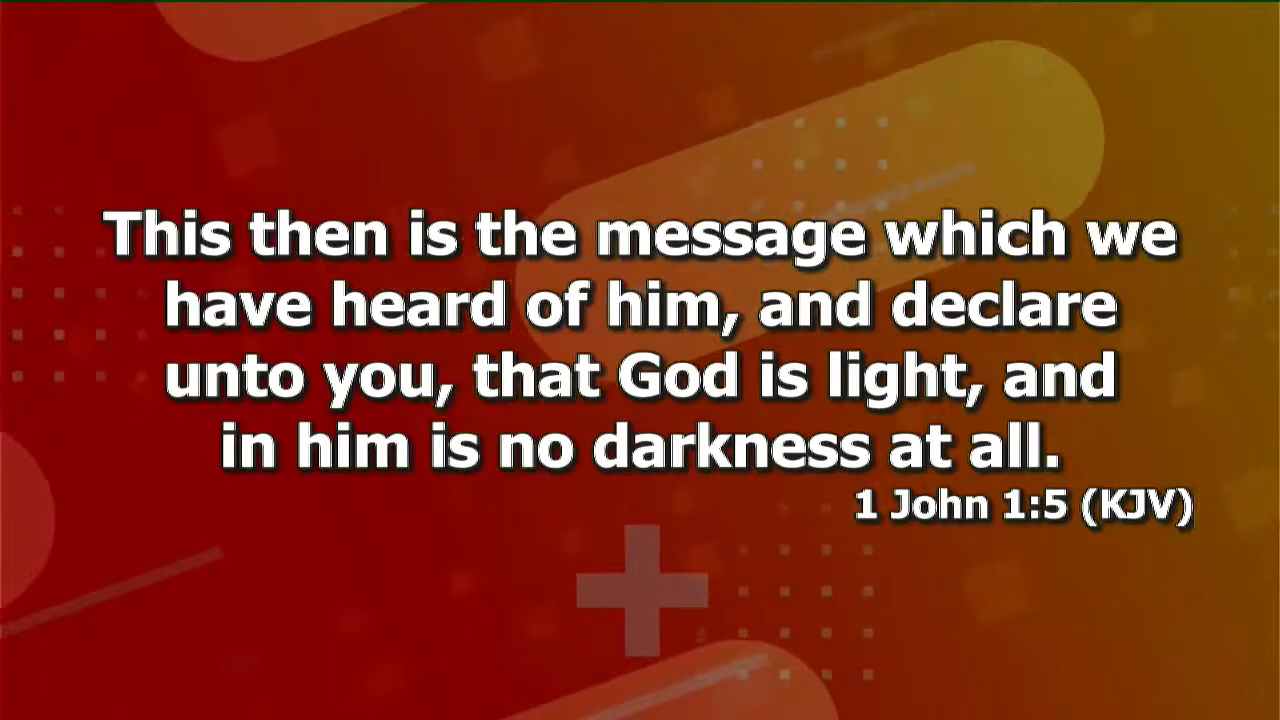 This then is the message which we
have heard of him, and declare
unto you, that God is light, and
in him is no darkness at all.
1 John 1:5 (KJV)